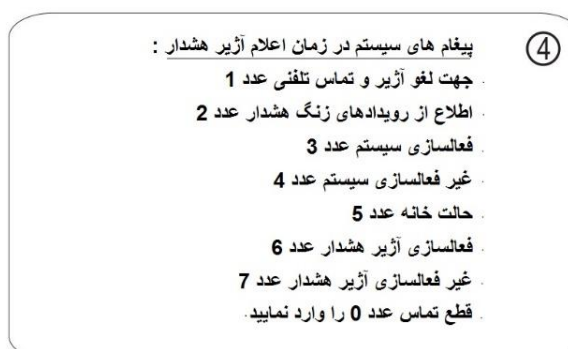 ④
پیغام های سیستم در زمان اعلام آژیر هشدار :
. جهت لغو آژیر و تماس تلفنی عدد 1
. اطلاع از رویدادهای زنگ هشدار عدد 2
. فعالسازی سیستم عدد 3
. غیر فعالسازی سیستم عدد 4
. حالت خانه عدد 5
. فعالسازی آژیر هشدار عدد 6
. غیر فعالسازی آژیر هشدار عدد 7
. قطع تماس عدد 0 را وارد نمایید.